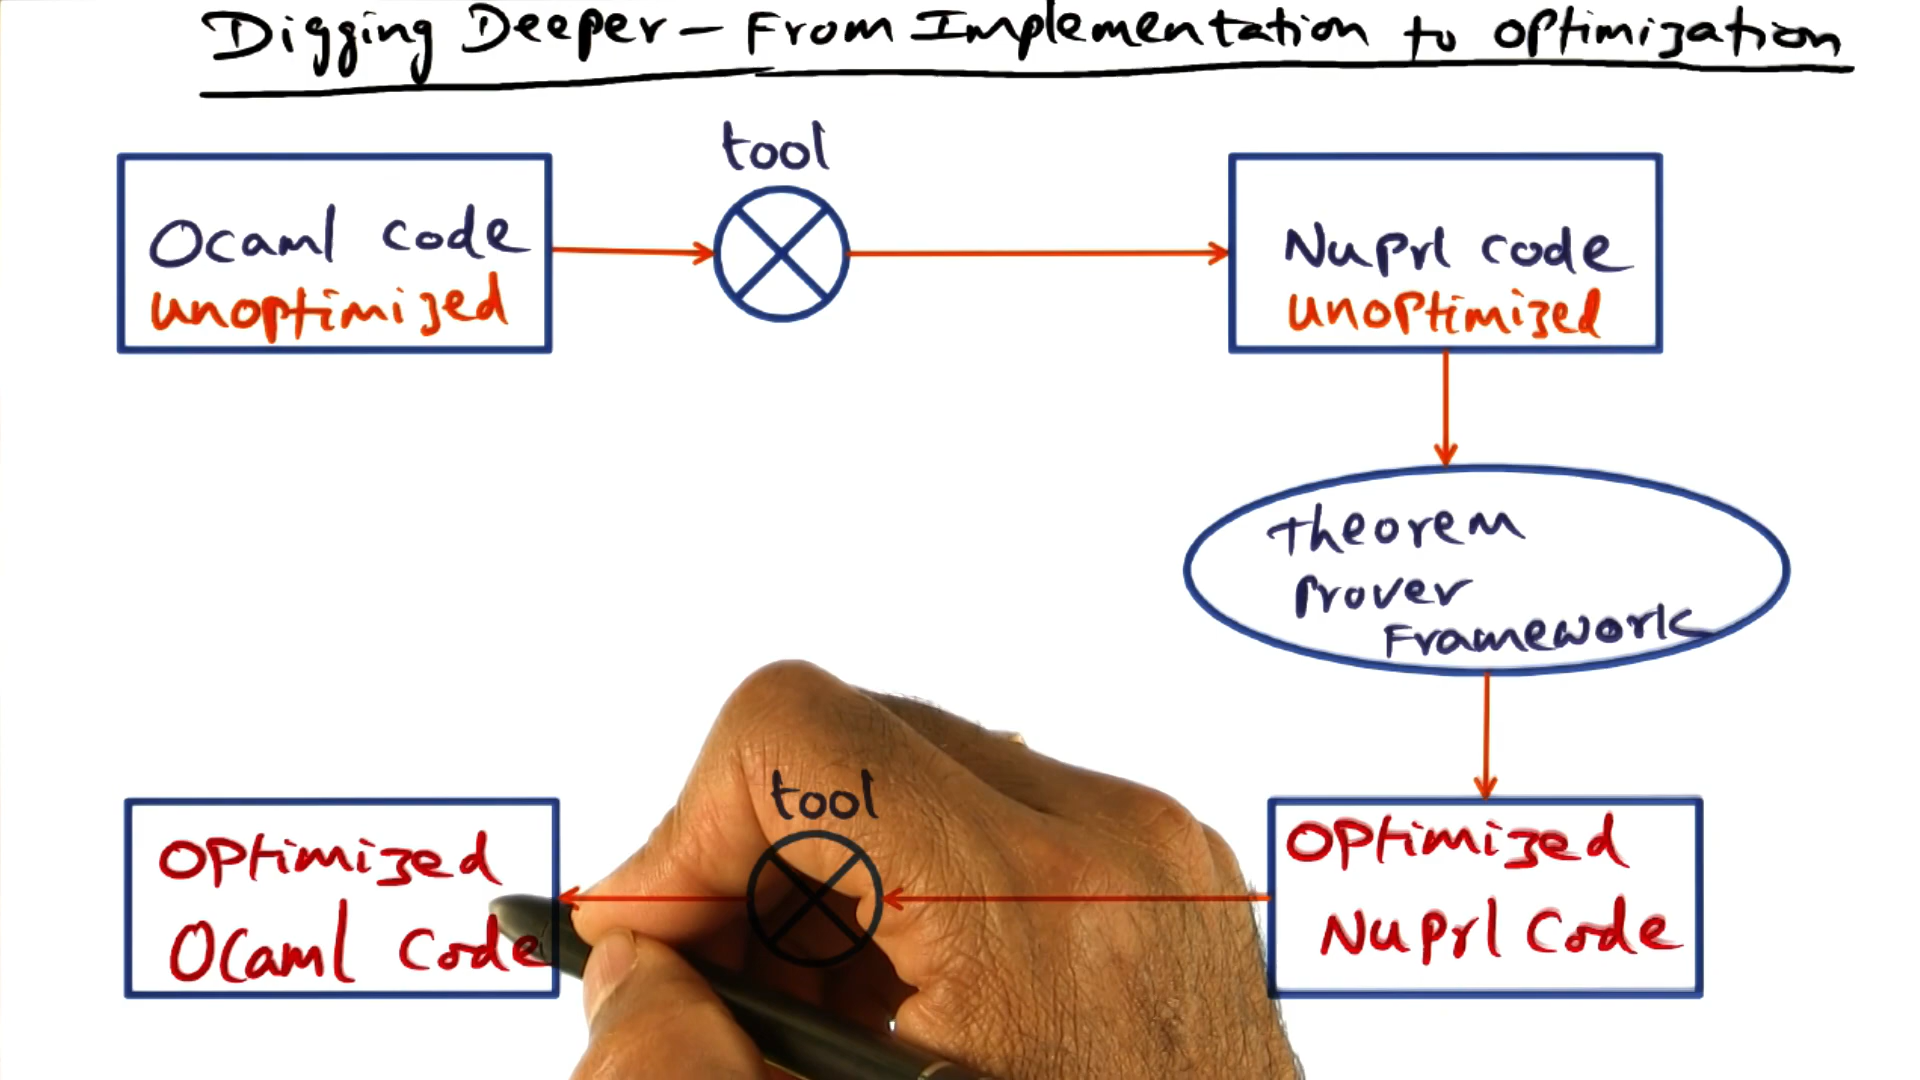 Digging Deeper - From Implementation to Optimization
tool
Ocaml code
unoptimized
Nuprl code
unoptimized
Theorem
Prover
Framework
tool
Optimized
Ocaml Code
Optimized
Nuprl Code